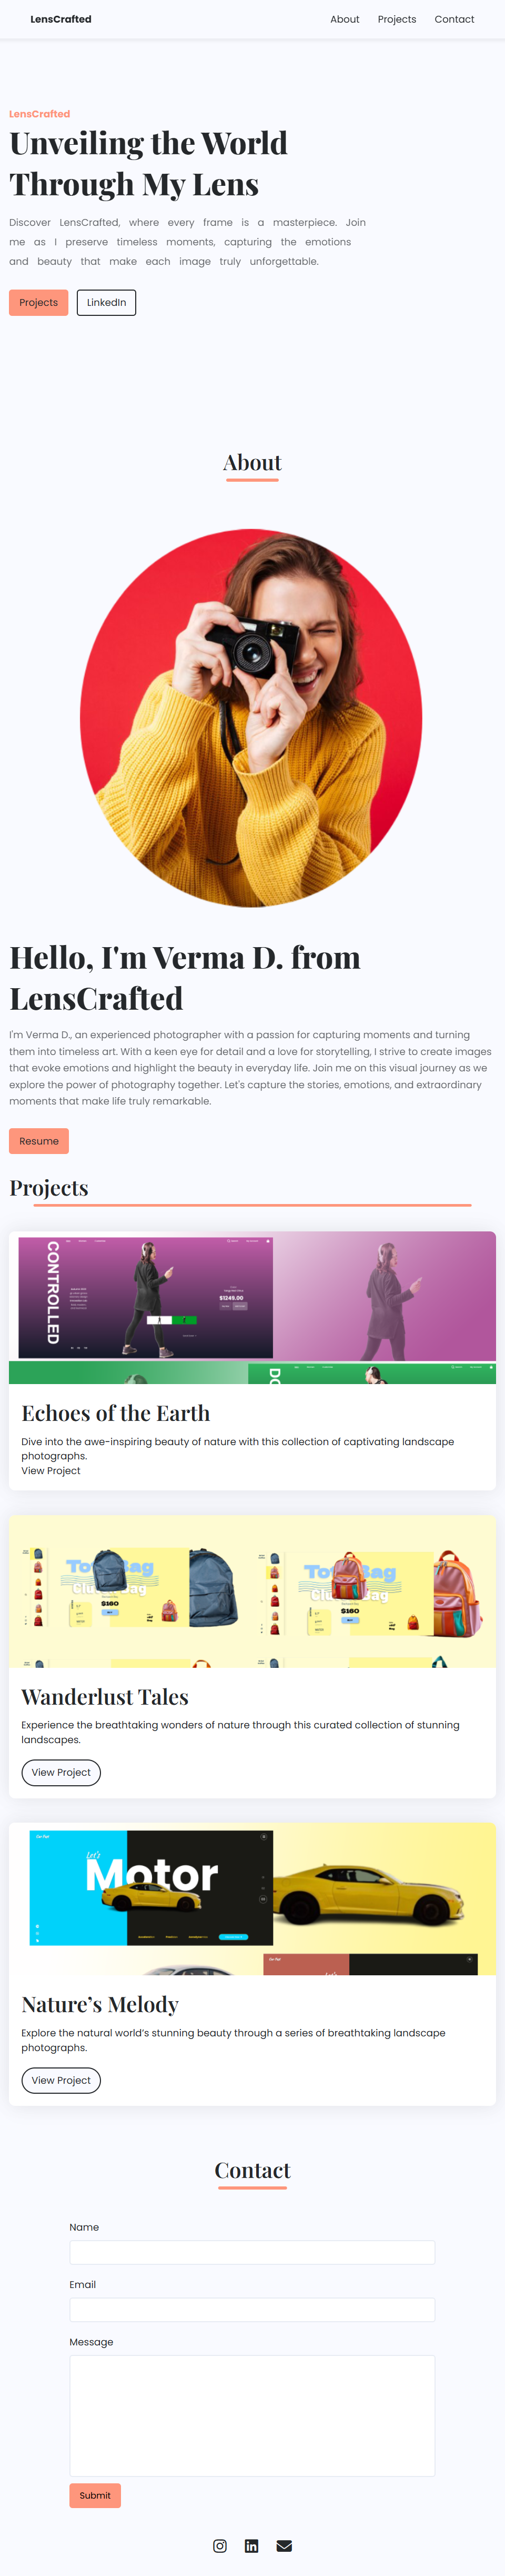 LensCrafted
About
Projects
Contact
LensCrafted
Unveiling the World
Through My Lens
Discover LensCrafted, where every frame is a masterpiece. Join
me as I preserve timeless moments, capturing the emotions
and beauty that make each image truly unforgettable.
Projects
LinkedIn
About
Hello, I'm Verma D. from
LensCrafted
I'm Verma D., an experienced photographer with a passion for capturing moments and turning
them into timeless art. With a keen eye for detail and a love for storytelling, I strive to create images
that evoke emotions and highlight the beauty in everyday life. Join me on this visual journey as we
explore the power of photography together. Let's capture the stories, emotions, and extraordinary
moments that make life truly remarkable.
Resume
Projects
CONTROLLED
$1249.00
Echoes of the Earth
Dive into the awe-inspiring beauty of nature with this collection of captivating landscape
photographs.
View Project
$180
$180
Wanderlust Tales
Experience the breathtaking wonders of nature through this curated collection of stunning
landscapes.
View Project
Let's
Motor
Nature’s Melody
Explore the natural world’s stunning beauty through a series of breathtaking landscape
photographs.
View Project
Contact
Name
Email
Message
Submit